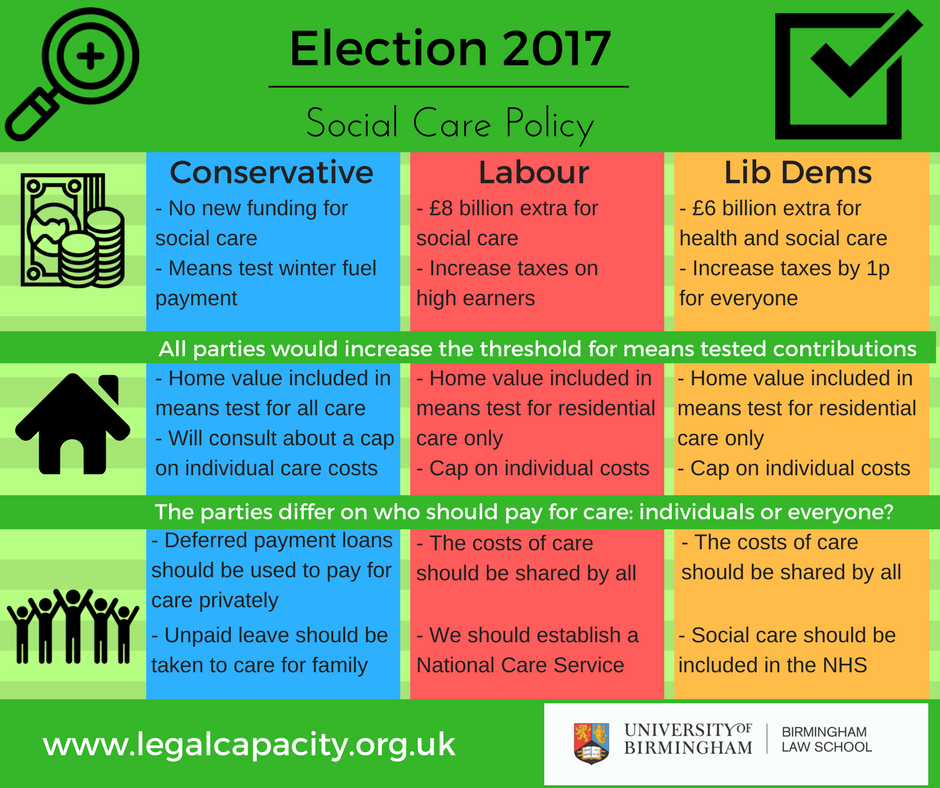 Election 2017
Social Care Policy
Conservative
- No new funding for
social care
- Means test winter fuel
payment
Labour
- £8 billion extra for
social care
- Increase taxes on
high earners
Lib Dems
- £6 billion extra for
health and social care
- Increase taxes by 1p
for everyone
All parties would increase the threshold for means tested contributions
- Home value included in
means test for all care
- Will consult about a cap
on individual care costs
- Home value included in
means test for residential
care only
- Cap on individual costs
- Home value included in
means test for residential
care only
- Cap on individual costs
The parties differ on who should pay for care: individuals or everyone?
- Deferred payment loans
should be used to pay for
care privately
- Unpaid leave should be
taken to care for family
- The costs of care
should be shared by all
- We should establish a
National Care Service
- The costs of care
should be shared by all
- Social care should be
included in the NHS
www.legalcapacity.org.uk
UNIVERSITY OF
BIRMINGHAM
BIRMINGHAM
LAW SCHOOL